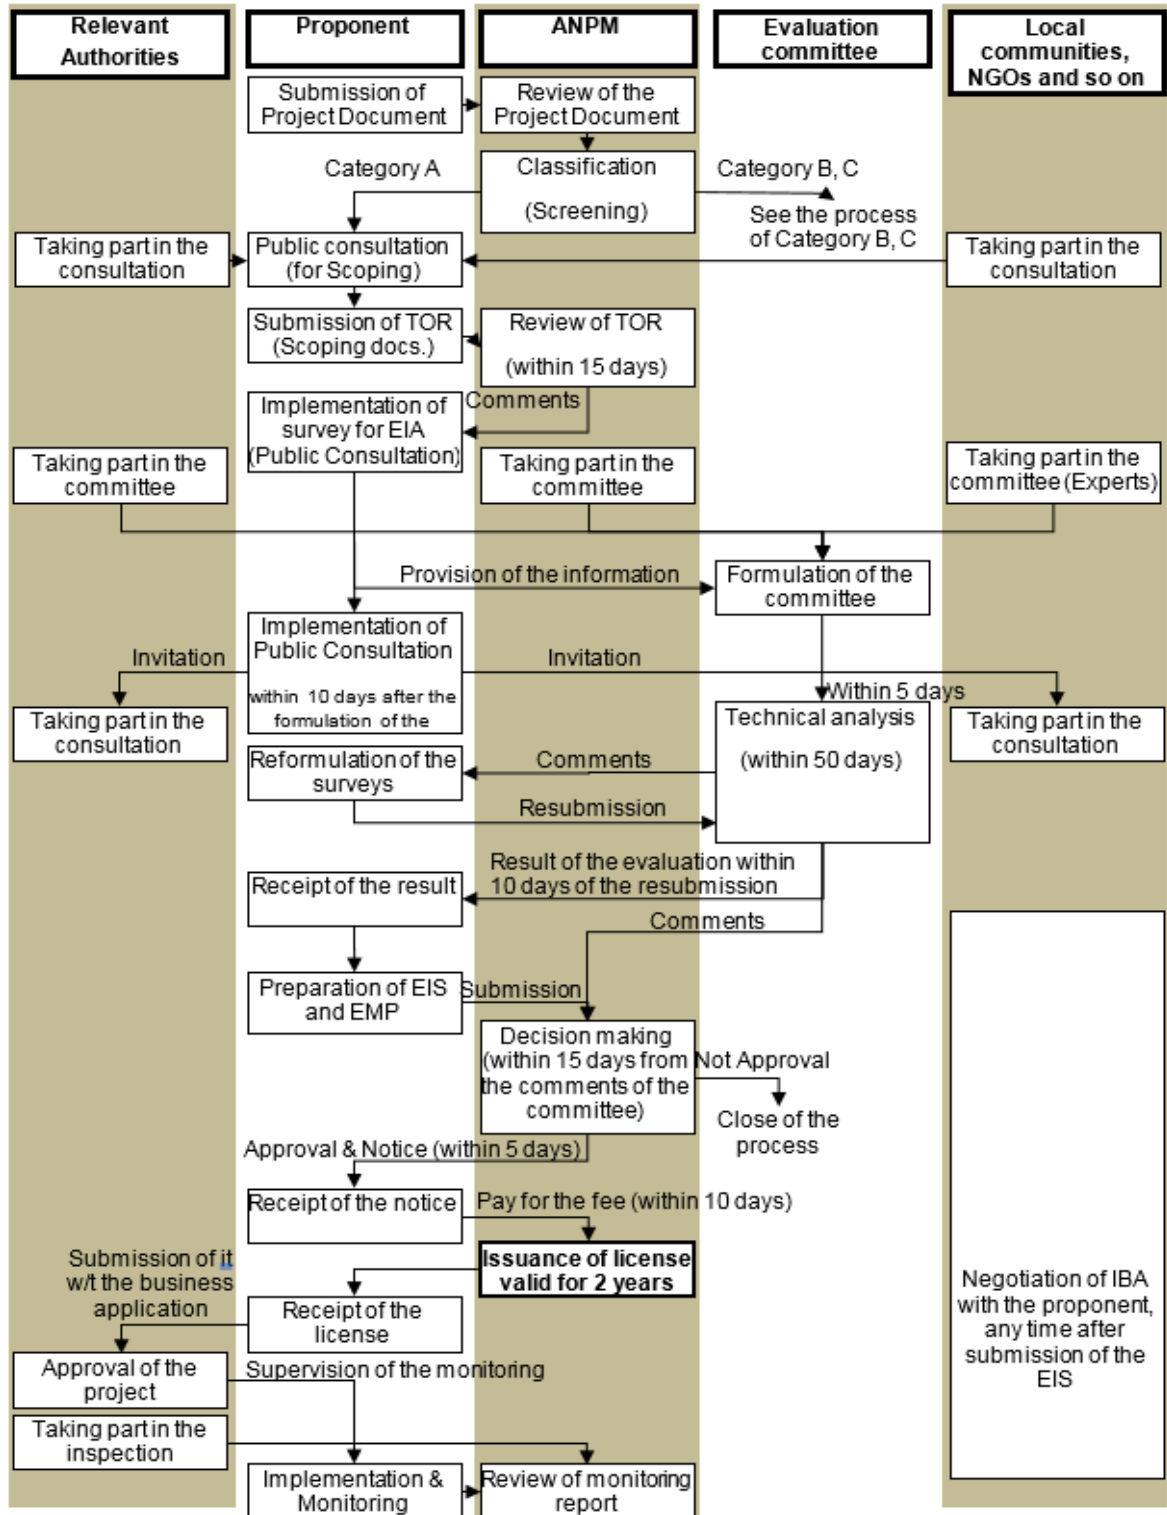 Relevant
Authorities
Proponent
ANPM
Evaluation
committee
Local
communities,
NGOs and so on
Submission of
Project Document
Review of the
Project Document
Category A
Classification
(Screening)
Category B, C
See the process
of Category B, C
Taking part in the
consultation
Public consultation
(for Scoping)
Taking part in the
consultation
Submission of TOR
(Scoping docs.)
Review of TOR
(within 15 days)
Comments
Implementation of
survey for EIA
(Public Consultation)
Taking part in the
committee
Taking part in the
committee
Taking part in the
committee (Experts)
Provision of the information
Formulation of the
committee
Implementation of
Public Consultation
within 10 days after the
formulation of the
Invitation
Invitation
Within 5 days
Taking part in the
consultation
Technical analysis
(within 50 days)
Taking part in the
consultation
Reformulation of the
surveys
Comments
Resubmission
Result of the evaluation within
10 days of the resubmission
Receipt of the result
Comments
Preparation of EIS
and EMP
Submission
Decision making
(within 15 days from
the comments of the
committee)
Not Approval
Close of the
process
Approval & Notice (within 5 days)
Receipt of the notice
Pay for the fee (within 10 days)
Issuance of license
valid for 2 years
Submission of it
w/t the business
application
Receipt of the
license
Negotiation of IBA
with the proponent,
any time after
submission of the
EIS
Approval of the
project
Supervision of the monitoring
Taking part in the
inspection
Implementation &
Monitoring
Review of monitoring
report